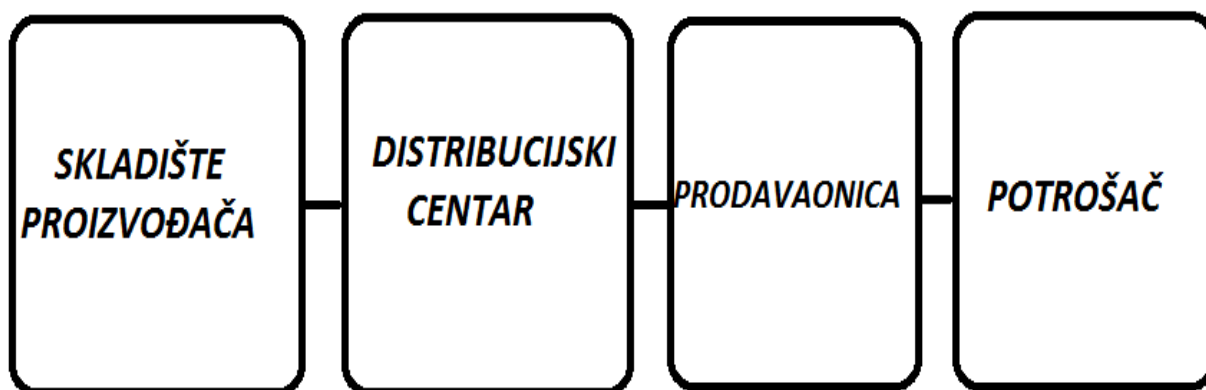 SKLADIŠTE
PROIZVOĐAČA
DISTRIBUCIJSKI
CENTAR
PRODAVAONICA
POTROŠAČ